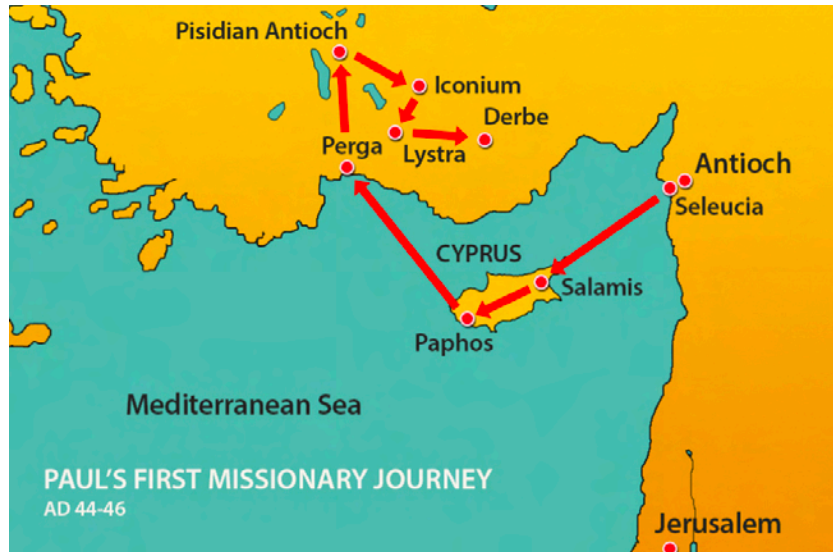 Pisidian Antioch
Iconium
Derbe
Perga
Lystra
Antioch
Seleucia
CYPRUS
Salamis
Paphos
Mediterranean Sea
PAUL'S FIRST MISSIONARY JOURNEY
AD 44-46
Jerusalem